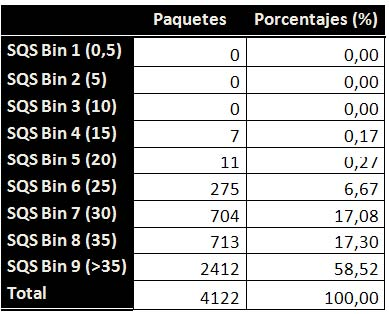 Paquetes Porcentajes (%)
SQS Bin 1 (0,5) 0 0,00
SQS Bin 2 (5) 0 0,00
SQS Bin 3 (10) 0 0,00
SQS Bin 4 (15) 7 0,17
SQS Bin 5 (20) 11 0,27
SQS Bin 6 (25) 275 6,67
SQS Bin 7 (30) 704 17,08
SQS Bin 8 (35) 713 17,30
SQS Bin 9 (>35) 2412 58,52
Total 4122 100,00